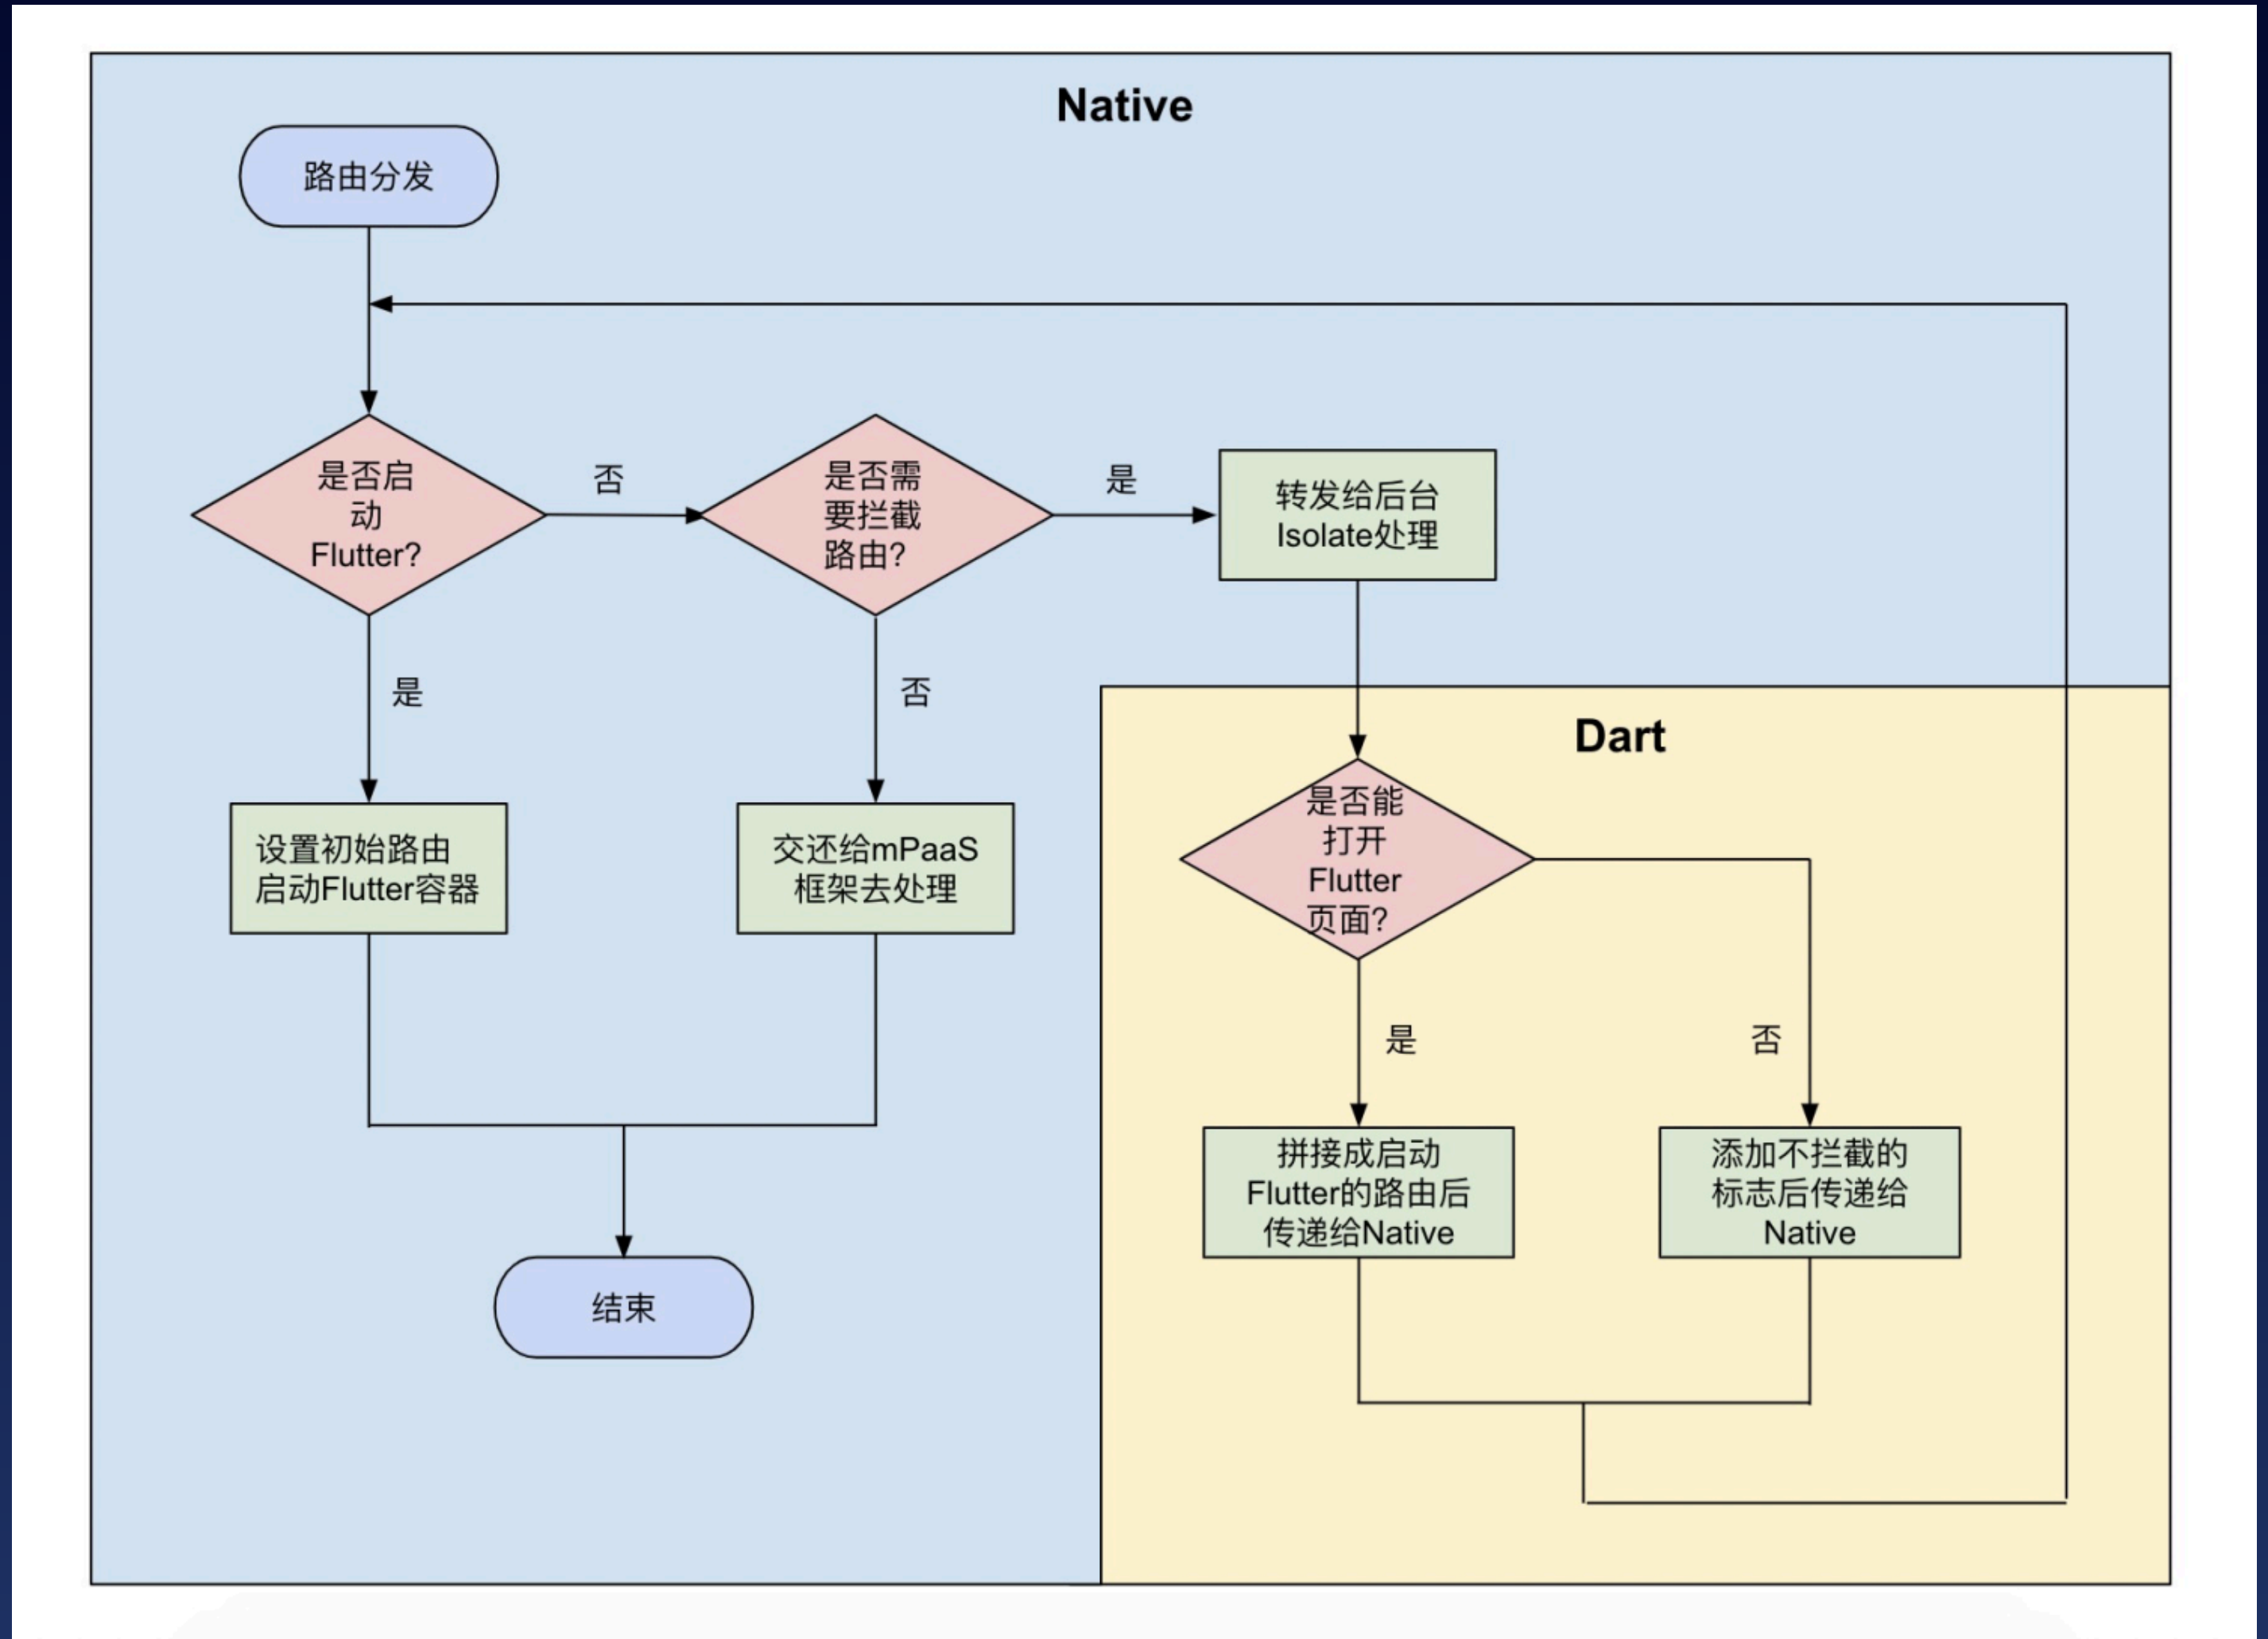 Native
路由分发
是否启
动
Flutter?
否
是否需
要拦截
路由?
是
转发给后台
Isolate处理
是
否
Dart
设置初始路由
启动Flutter容器
交还给mPaaS
框架去处理
是否能
打开
Flutter
页面?
是
否
拼接成启动
Flutter的路由后
传递给Native
添加不拦截的
标志后传递给
Native
结束